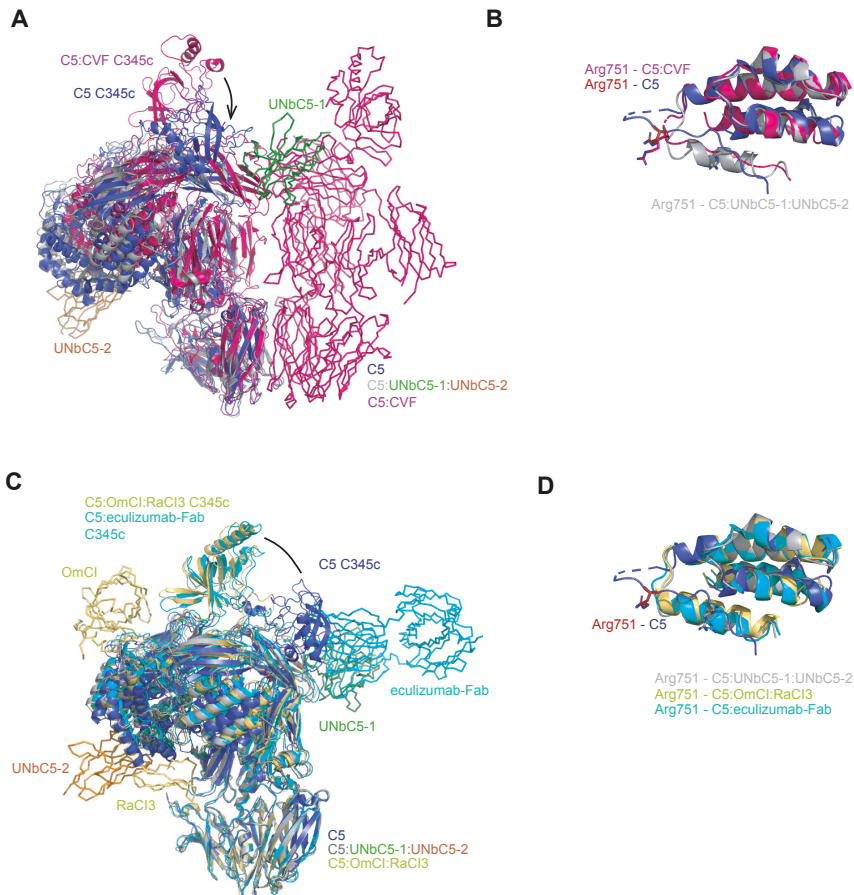 A
C5:CVF C345c
C5 C345c
UNbC5-1
UNbC5-2
C5
C5:UNbC5-1:UNbC5-2
C5:CVF
B
Arg751 - C5:CVF
Arg751 - C5
Arg751 - C5:UNbC5-1:UNbC5-2
C
C5:OmCI:RaCI3 C345c
C5:eculizumab-Fab
C345c
OmCI
C5 C345c
eculizumab-Fab
UNbC5-1
UNbC5-2
RaCI3
C5
C5:UNbC5-1:UNbC5-2
C5:OmCI:RaCI3
D
Arg751 - C5
Arg751 - C5:UNbC5-1:UNbC5-2
Arg751 - C5:OmCI:RaCI3
Arg751 - C5:eculizumab-Fab